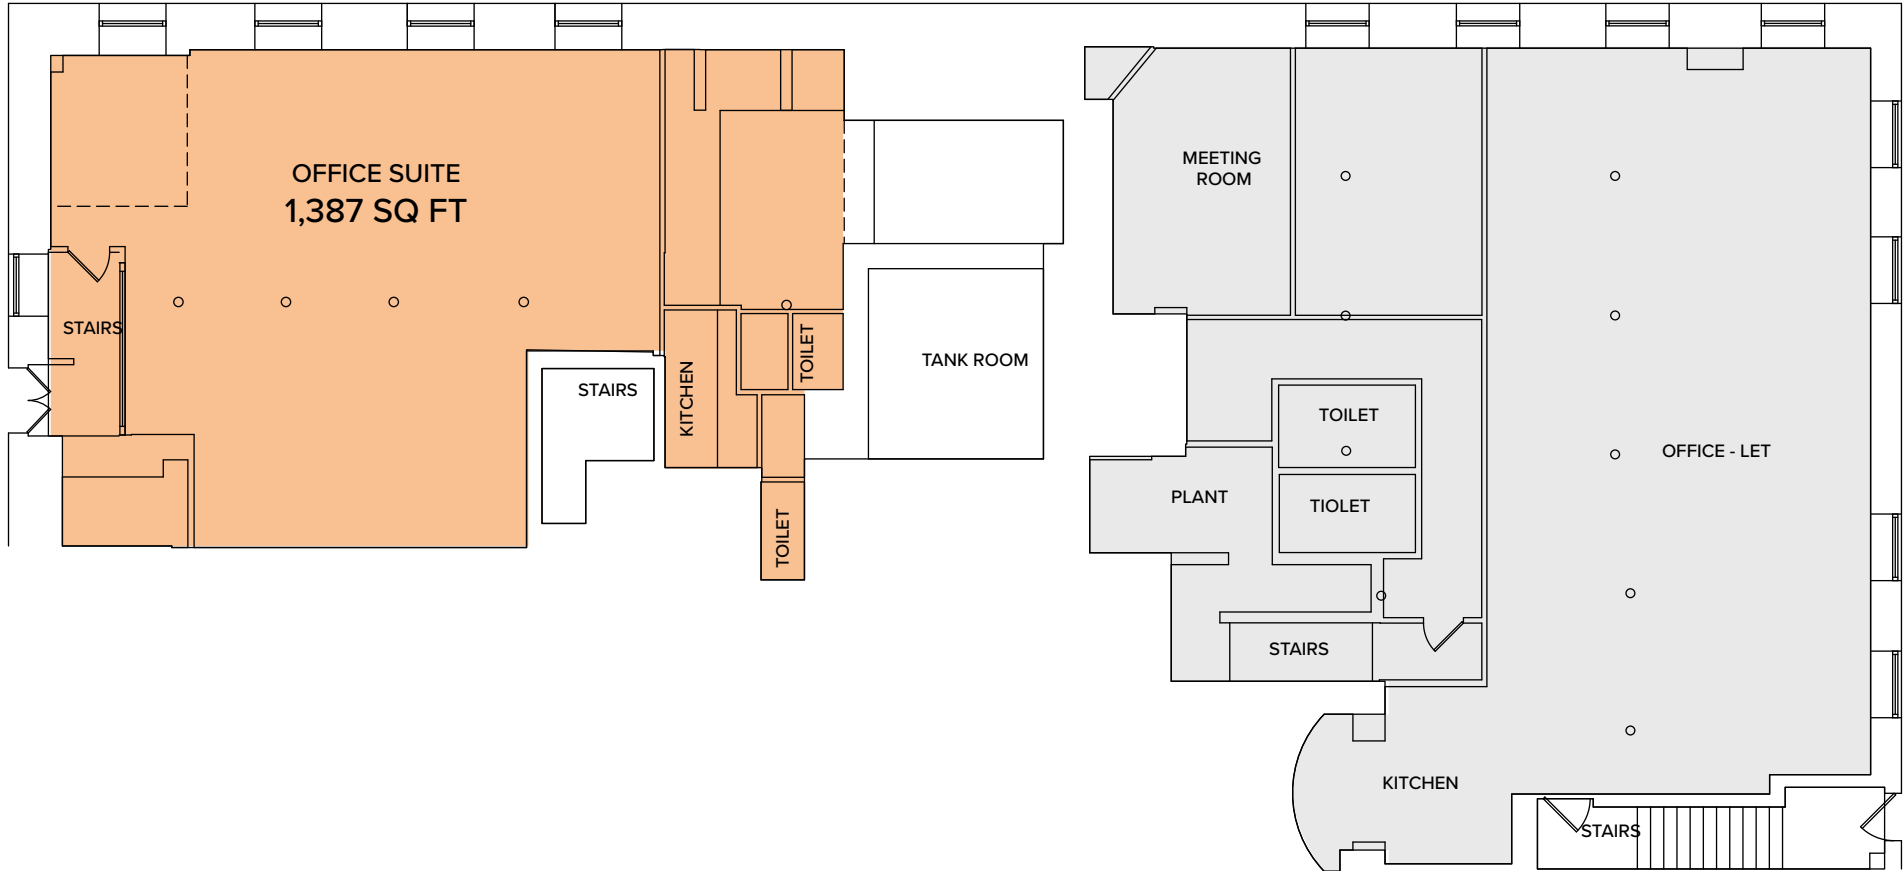 OFFICE SUITE
1,387 SQ FT
STAIRS
STAIRS
KITCHEN
TOILET
TOILET
TANK ROOM
MEETING
ROOM
TOILET
TIOLET
PLANT
OFFICE - LET
STAIRS
KITCHEN
STAIRS